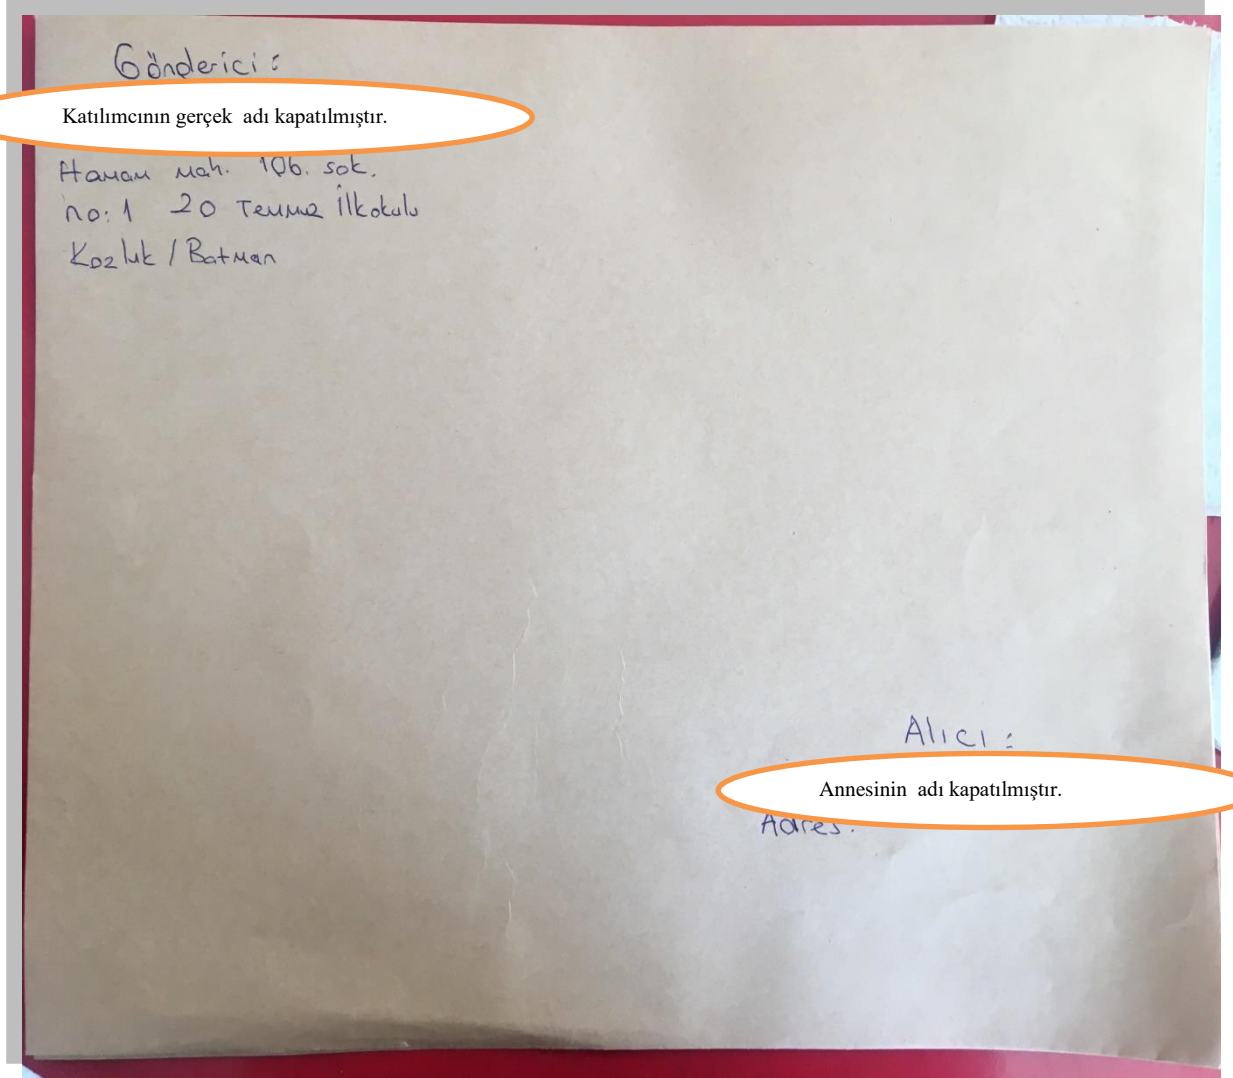 Gönderici :
Katılımcının gerçek adı kapatılmıştır.
Hamam mah. 106. sok.
no: 1 20 Temmuz İlkokulu
Kozluk / Batman
Alıcı :
Annesinin adı kapatılmıştır.
Adres: